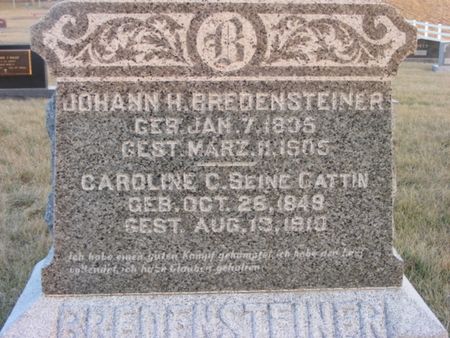 B
JOHANN H. BREDENSTEINER
GEB. JAN. 7. 1835
GEST. MÄRZ. 11. 1905
CAROLINE C. SEINE GATTIN
GEB. OCT. 26. 1849
GEST. AUG. 19. 1910
Ich habe einen guten Kampf gekämpfet, ich habe den Lauf
vollendet, ich habe Glauben gehalten.
BREDENSTEINER